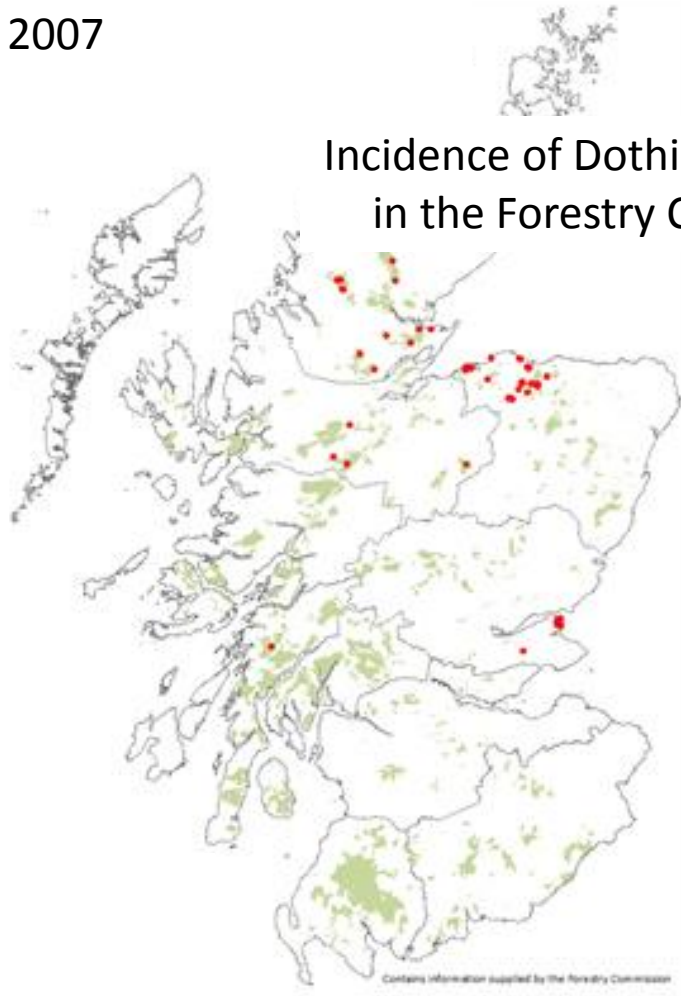 2007
Incidence of Dothi
in the Forestry
Contains information supplied by the Forestry Commission